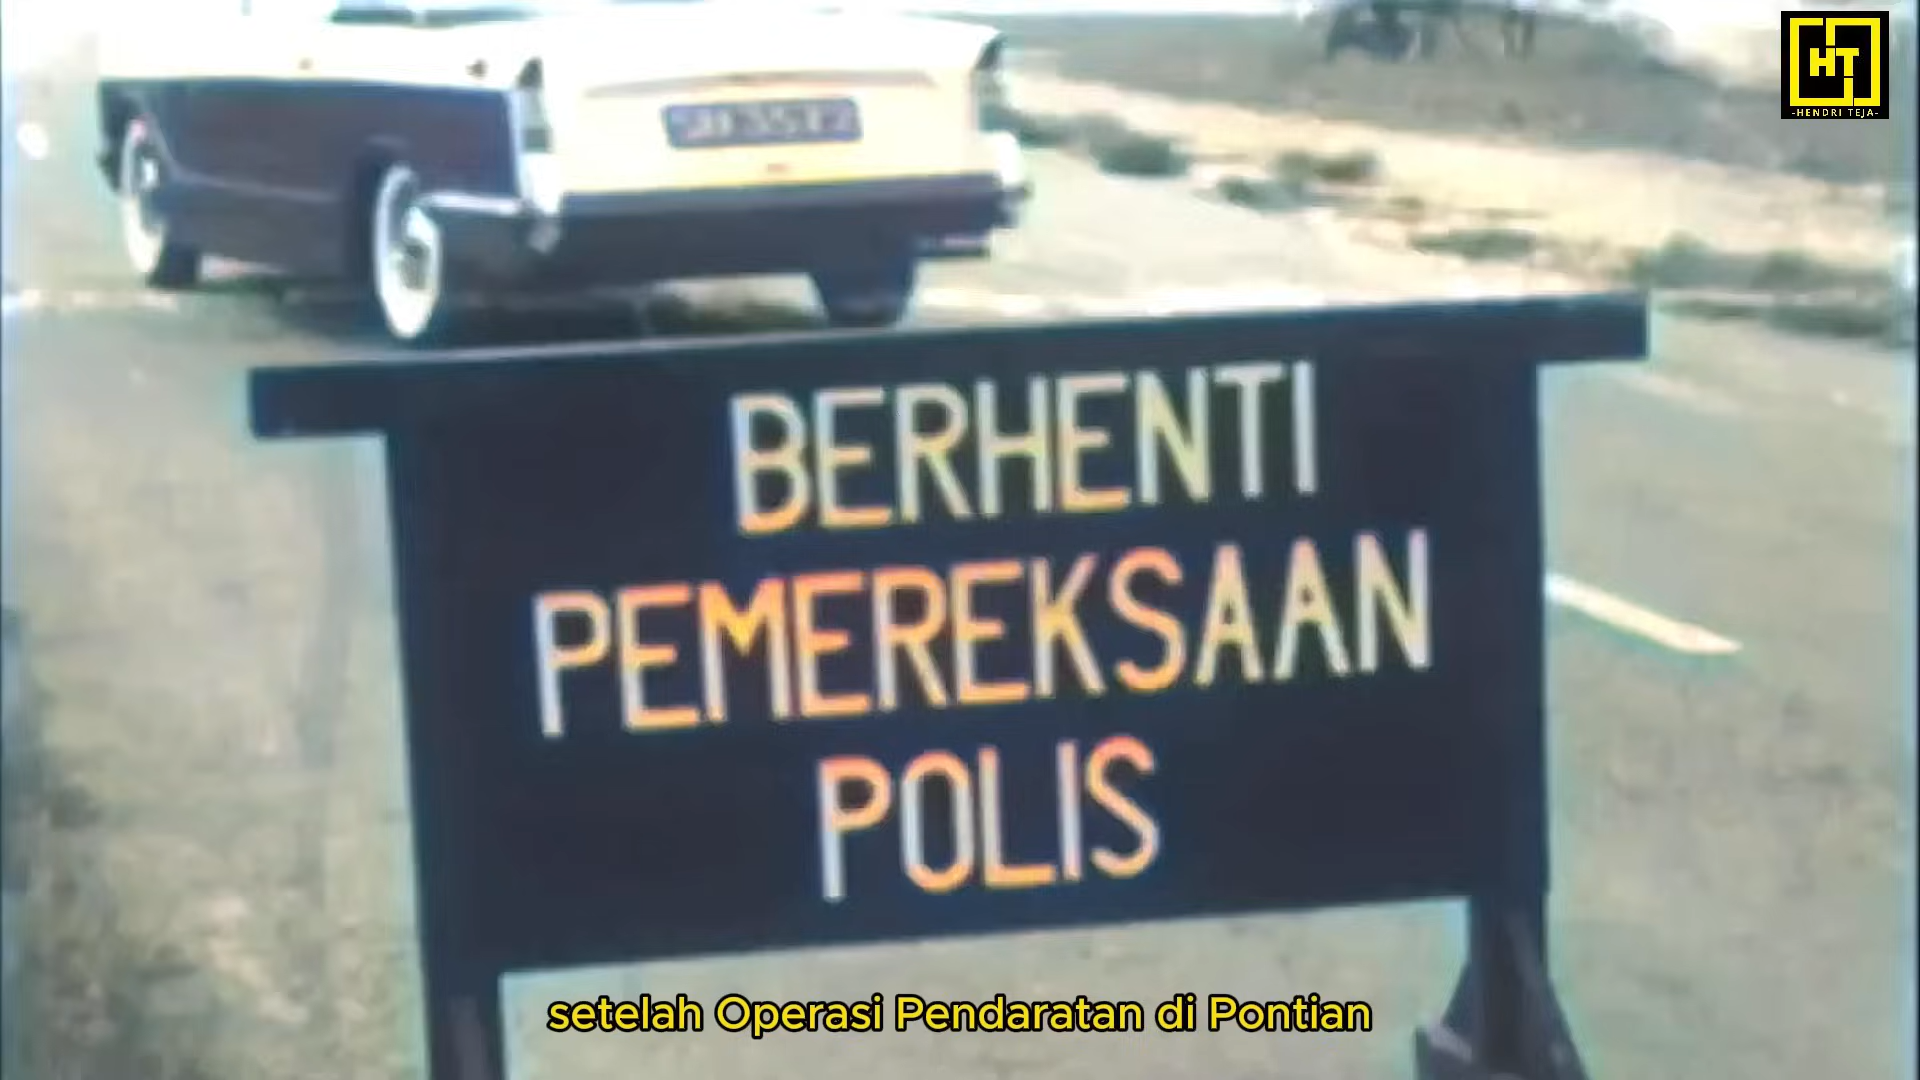 HT
-HENDRI TEJA-
BERHENTI
PEMEREKSAAN
POLIS
setelah Operasi Pendaratan di Pontian